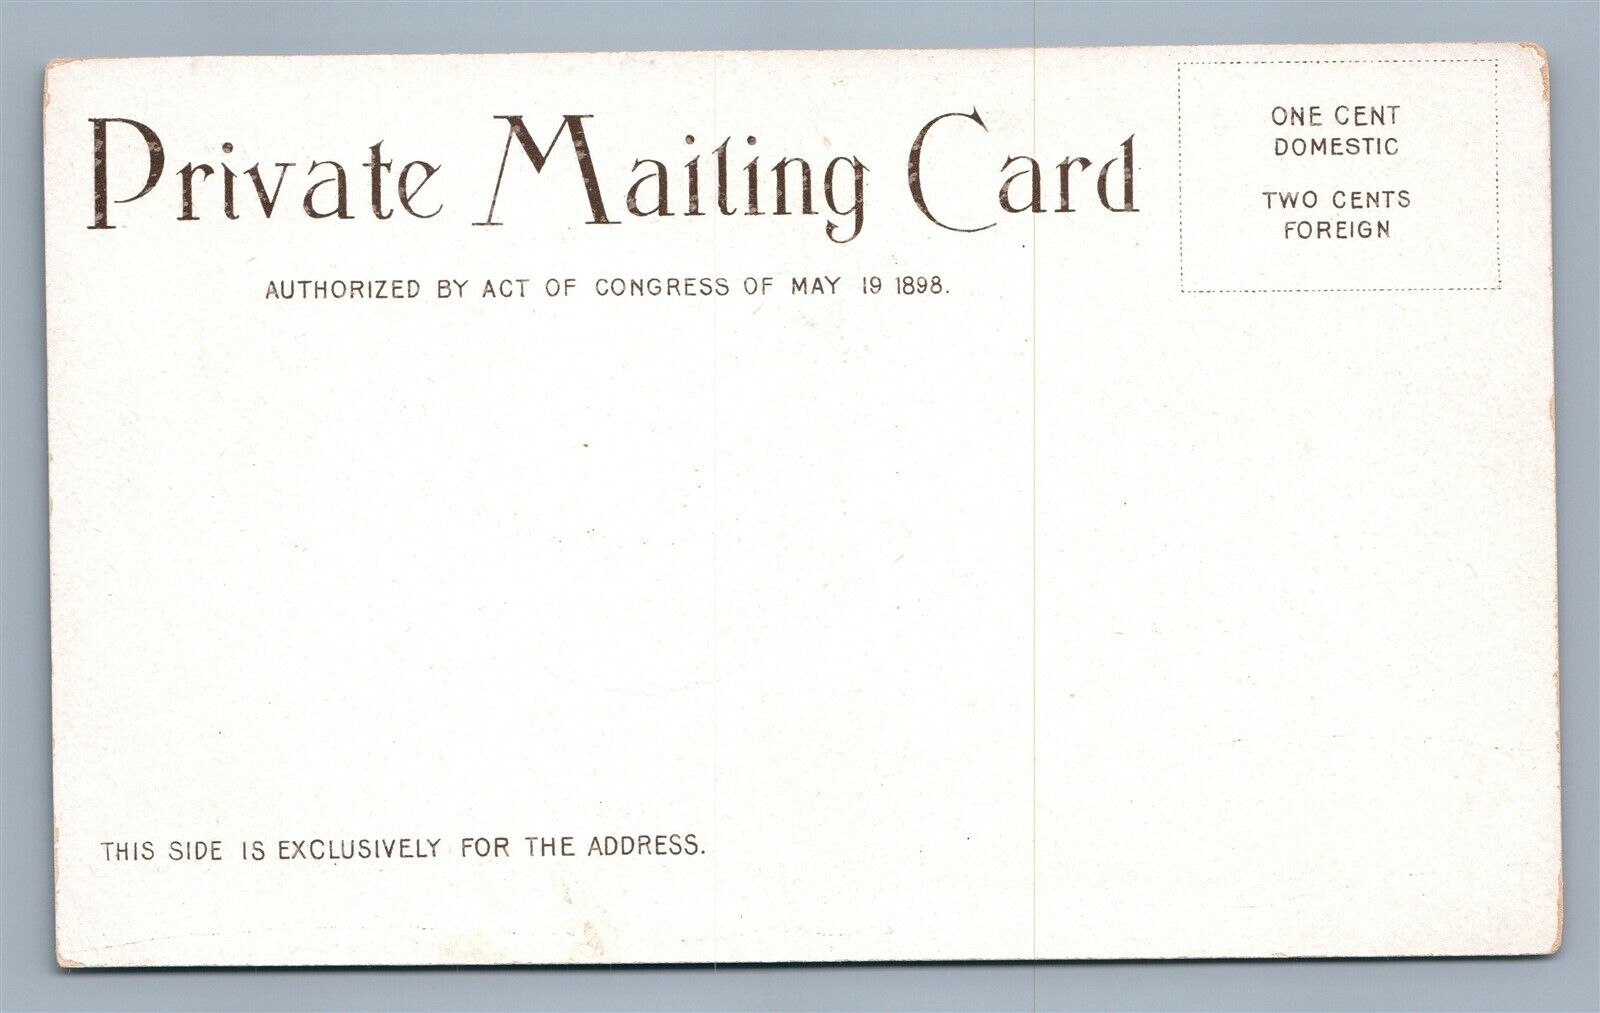 Private Mailing Card
ONE CENT
DOMESTIC
TWO CENTS
FOREIGN
AUTHORIZED BY ACT OF CONGRESS OF MAY 19 1898.
THIS SIDE IS EXCLUSIVELY FOR THE ADDRESS.